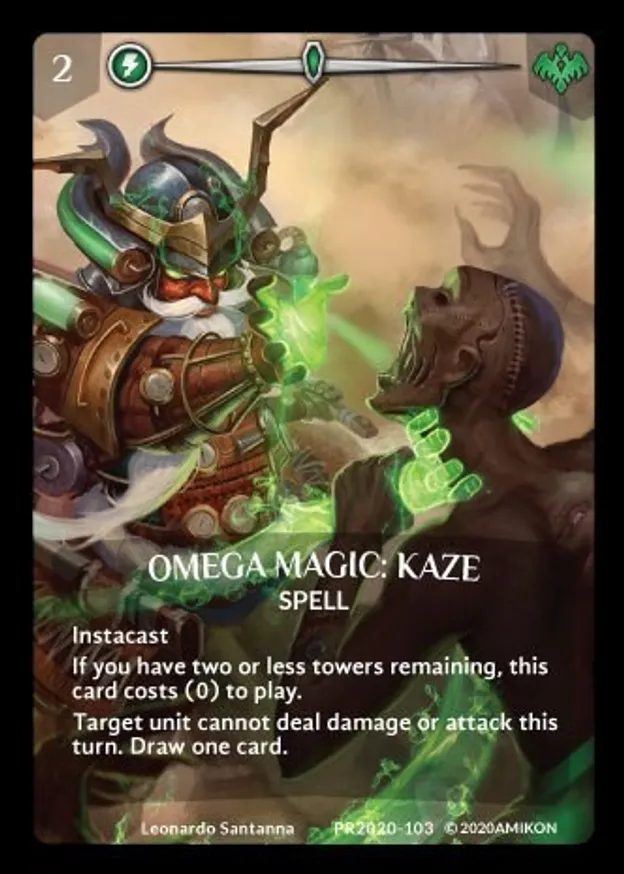 2
OMEGA MAGIC: KAZE
SPELL
Instacast
If you have two or less towers remaining, this
card costs (0) to play.
Target unit cannot deal damage or attack this
turn. Draw one card.
Leonardo Santanna PR2020-103 ©2020AMIKON